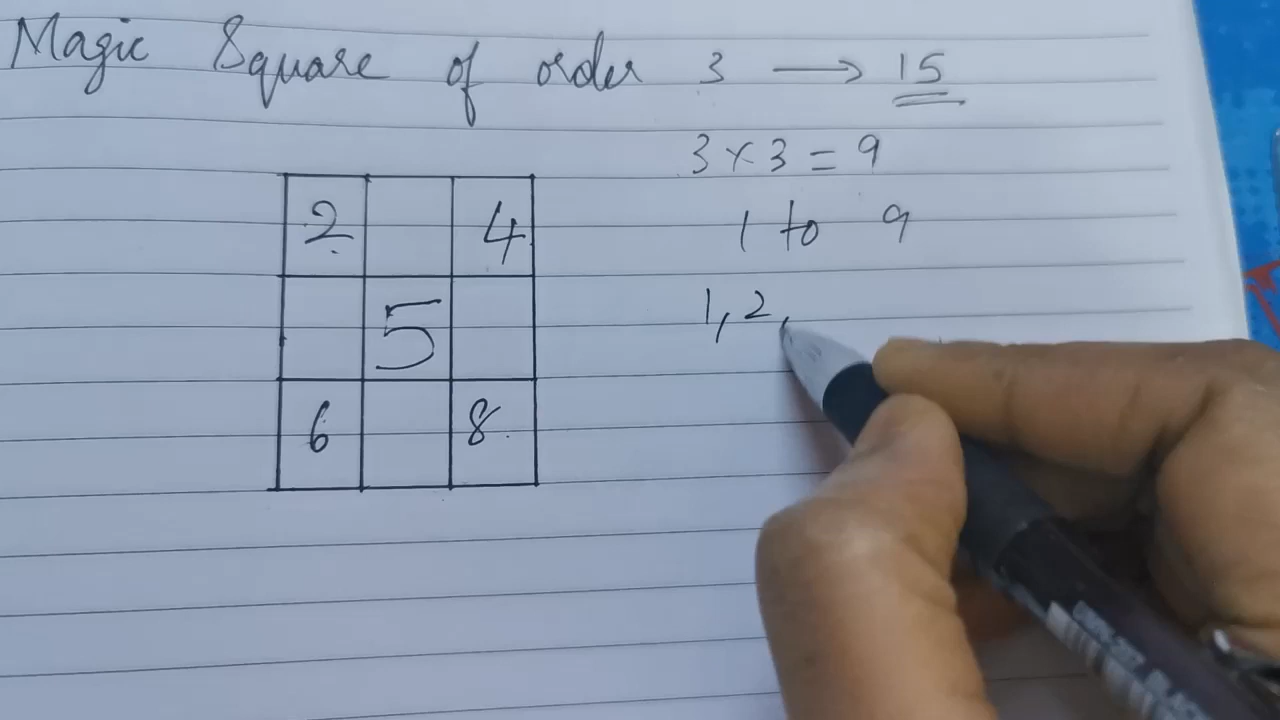 Magic Square of order 3 → 15
3 × 3 = 9
1 to 9
1, 2,
2 4
5
6 8